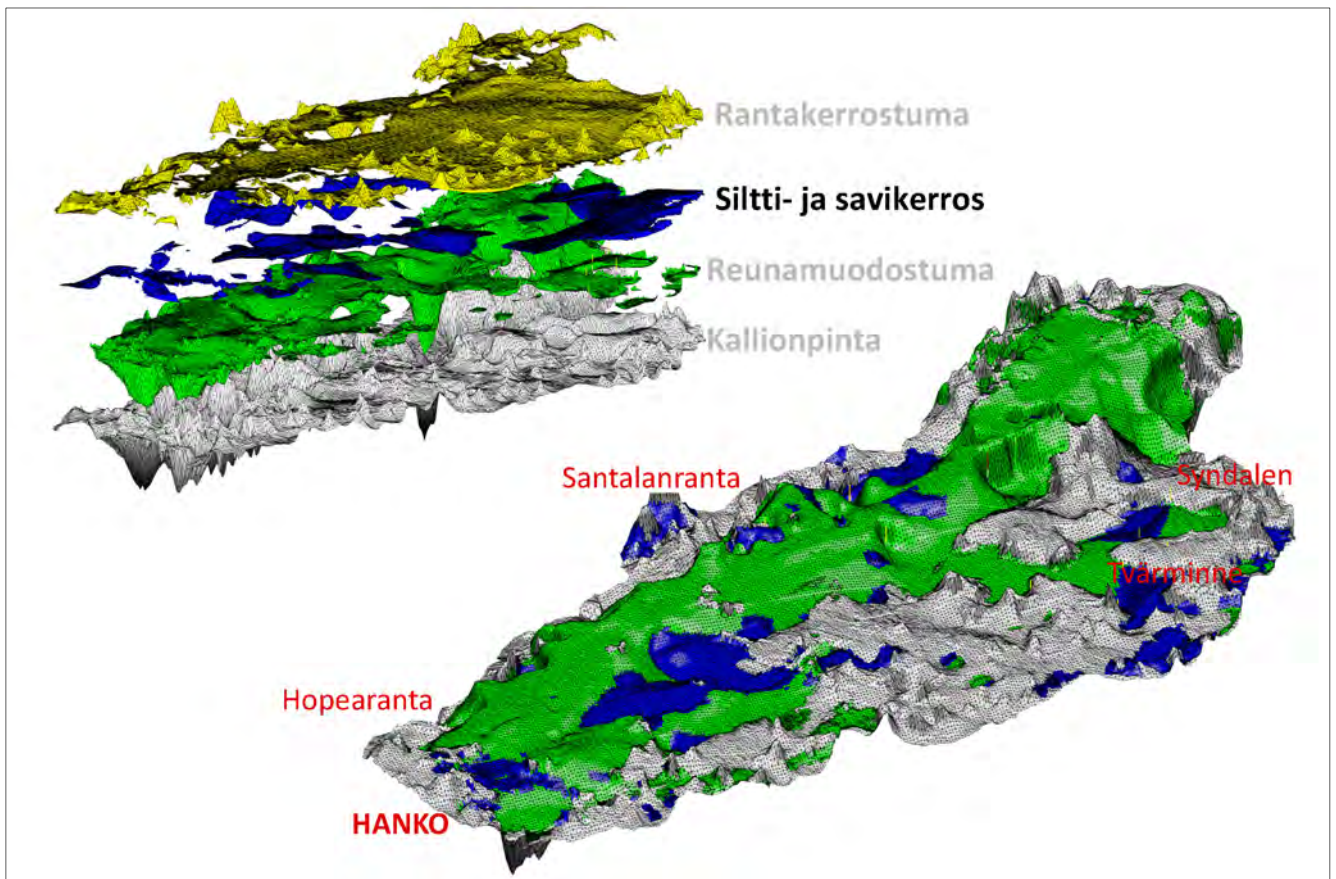 Rantakerrostuma
Siltti- ja savikerros
Reunamuodostuma
Kallionpinta
Santalanranta
Syndalen
Tvärminne
Hopearanta
HANKO